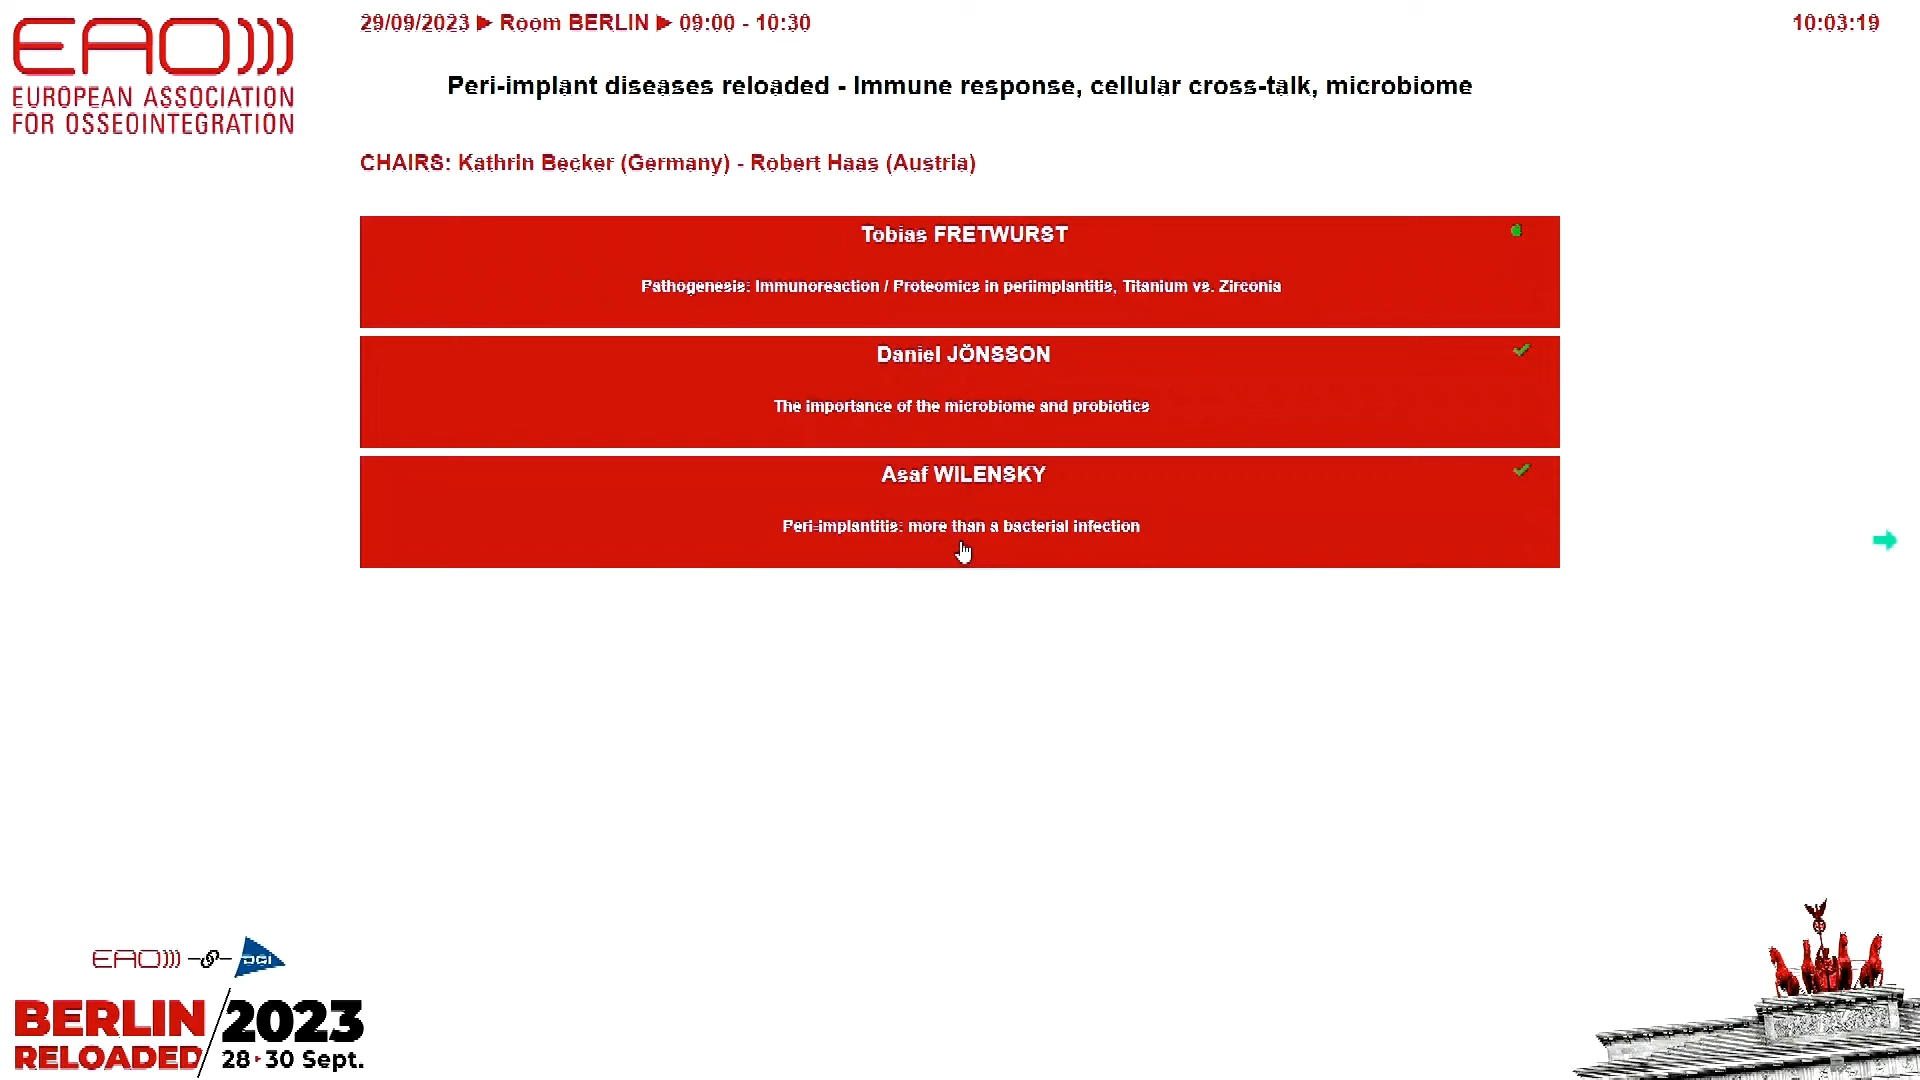 EAO)))
EUROPEAN ASSOCIATION
FOR OSSEOINTEGRATION
29/09/2023 ► Room BERLIN ► 09:00 - 10:30
10:03:19
Peri-implant diseases reloaded - Immune response, cellular cross-talk, microbiome
CHAIRS: Kathrin Becker (Germany) - Robert Haas (Austria)
Tobias FRETWURST
Pathogenesis: Immunoreaction / Proteomics in periimplantitis, Titanium vs. Zirconia
Daniel JÖNSSON
The importance of the microbiome and probiotics
Asaf WILENSKY
Peri-implantitis: more than a bacterial infection
EAO))) DGI
BERLIN/2023
RELOADED/28▸30 Sept.